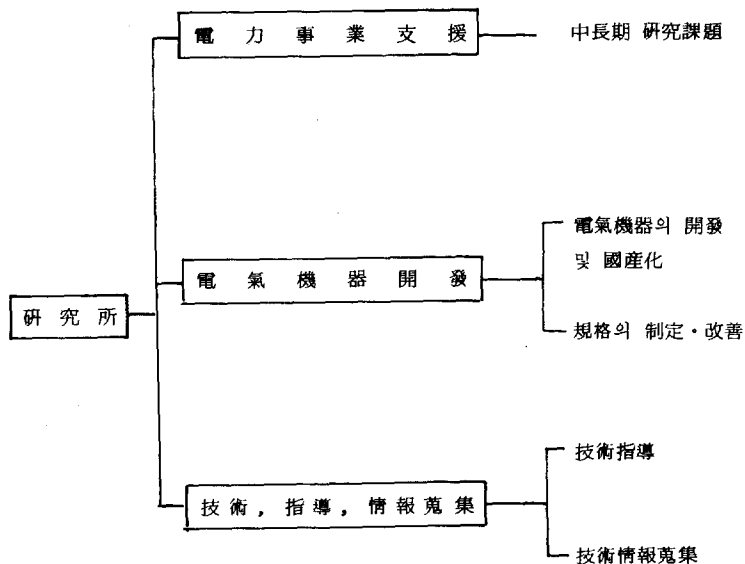 電力事業支援
中長期 硏究課題
電氣機器의 開發
및 國産化
電氣機器開發
硏究所
規格의 制定·改善
技術指導
技術, 指導, 情報蒐集
技術情報蒐集